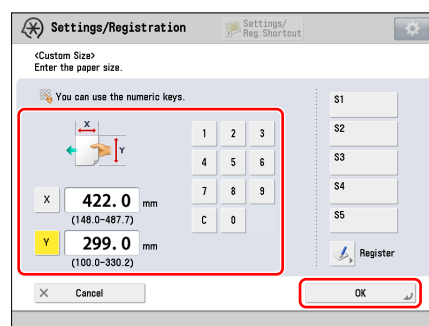 Settings/Registration
Settings/
Reg. Shortcut
<Custom Size>
Enter the paper size.
You can use the numeric keys.
X
Y
1 2 3
4 5 6
7 8 9
C 0
X 422. 0 mm
(148.0-487.7)
Y 299. 0 mm
(100.0-330.2)
S1
S2
S3
S4
S5
Register
Cancel
OK